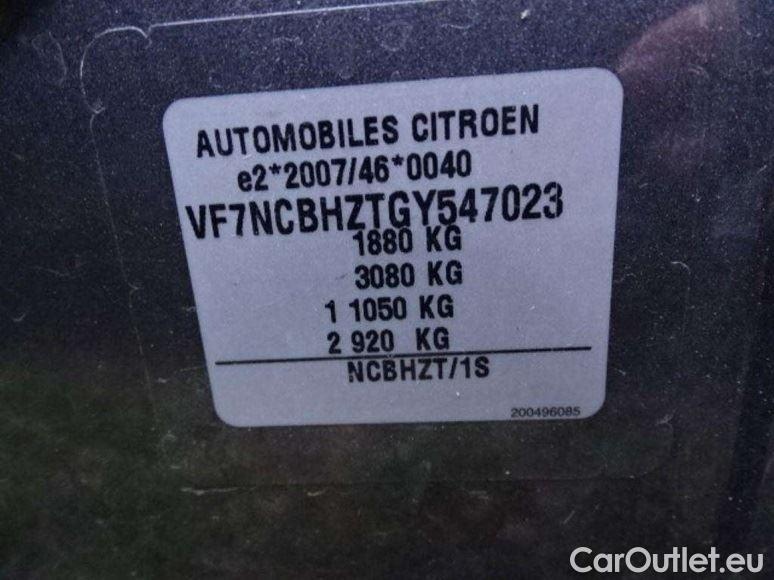 AUTOMOBILES CITROEN
e2*2007/46*0040
VF7NCBHZTGY547023
1880 KG
3080 KG
1 1050 KG
2 920 KG
NCBHZT/1S
200496085
CarOutlet.eu